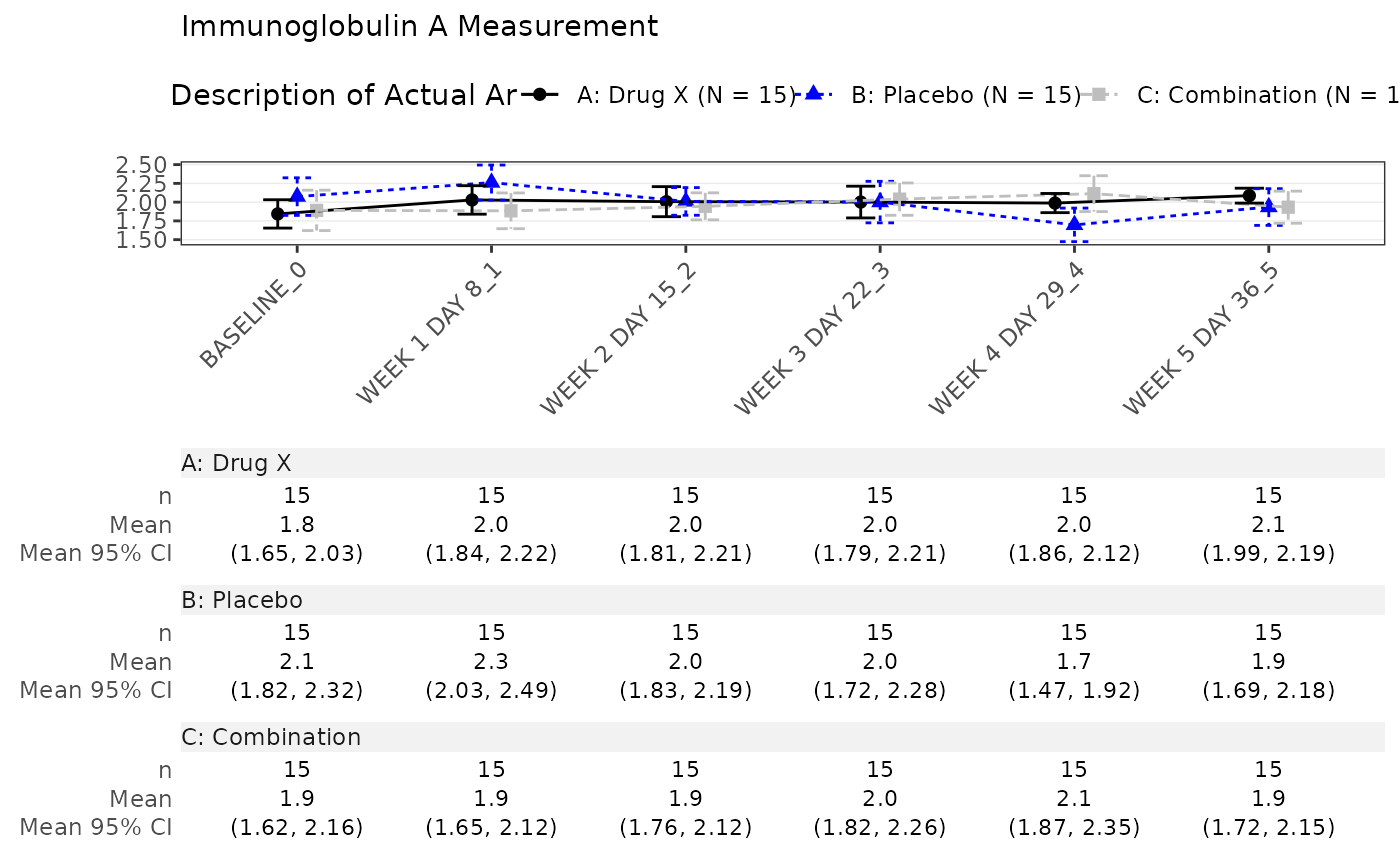 Immunoglobulin A Measurement
Description of Actual Ar A: Drug X (N = 15) B: Placebo (N = 15) C: Combination (N = 1
2.50
2.25
2.00
1.75
1.50
BASELINE_0 WEEK 1 DAY 8_1 WEEK 2 DAY 15_2 WEEK 3 DAY 22_3 WEEK 4 DAY 29_4 WEEK 5 DAY 36_5
A: Drug X
n 15 15 15 15 15 15
Mean 1.8 2.0 2.0 2.0 2.0 2.1
Mean 95% CI (1.65, 2.03) (1.84, 2.22) (1.81, 2.21) (1.79, 2.21) (1.86, 2.12) (1.99, 2.19)
B: Placebo
n 15 15 15 15 15 15
Mean 2.1 2.3 2.0 2.0 1.7 1.9
Mean 95% CI (1.82, 2.32) (2.03, 2.49) (1.83, 2.19) (1.72, 2.28) (1.47, 1.92) (1.69, 2.18)
C: Combination
n 15 15 15 15 15 15
Mean 1.9 1.9 1.9 2.0 2.1 1.9
Mean 95% CI (1.62, 2.16) (1.65, 2.12) (1.76, 2.12) (1.82, 2.26) (1.87, 2.35) (1.72, 2.15)